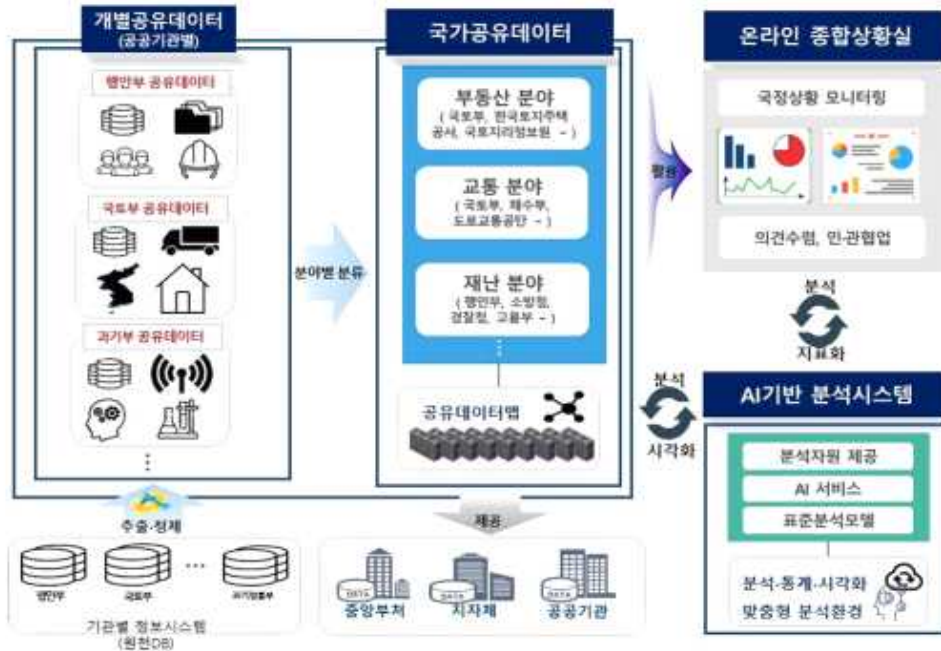 개별공유데이터
(공공기관별)
행안부 공유데이터
국토부 공유데이터
과기부 공유데이터
⋮
추출·정제
행안부
국토부
…
과기정통부
기관별 정보시스템
(원천DB)
분야별 분류
국가공유데이터
부동산 분야
( 국토부, 한국토지주택
공사, 국토지리정보원 ~ )
교통 분야
( 국토부, 해수부,
도로교통공단 ~ )
재난 분야
( 행안부, 소방청,
경찰청, 고용부 ~ )
⋮
공유데이터맵
제공
DATA
중앙부처
DATA
지자체
DATA
공공기관
활용
온라인 종합상황실
국정상황 모니터링
의견수렴, 민·관협업
분석
지표화
분석
시각화
AI기반 분석시스템
분석자원 제공
AI 서비스
표준분석모델
분석·통계·시각화
맞춤형 분석환경